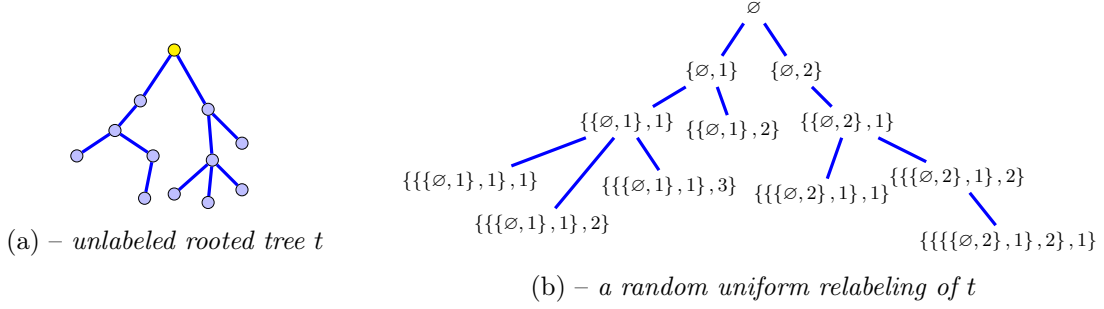 ∅
{∅, 1} {∅, 2}
{{∅, 1} , 1} {{∅, 1} , 2} {{∅, 2} , 1}
{{{∅, 1} , 1} , 1} {{{∅, 1} , 1} , 3} {{{∅, 2} , 1} , 1} {{{∅, 2} , 1} , 2}
{{{∅, 1} , 1} , 2} {{{{∅, 2} , 1} , 2} , 1}
(a) – unlabeled rooted tree t
(b) – a random uniform relabeling of t